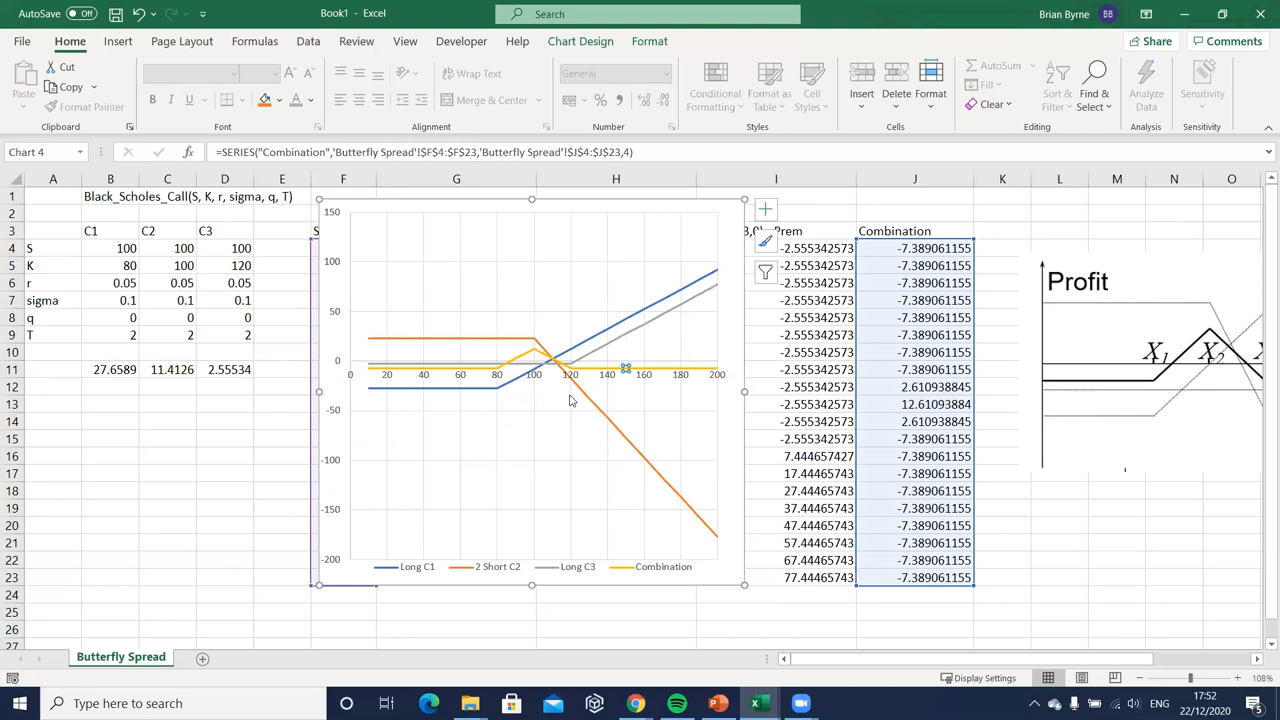 AutoSave Off Book1 - Excel Search Brian Byrne BB
File Home Insert Page Layout Formulas Data Review View Developer Help Chart Design Format Share Comments
Paste Cut Copy Format Painter Clipboard
B I U A Font
Wrap Text Merge & Center Alignment
General % Number
Conditional Formatting Format as Table Cell Styles Styles
Insert Delete Format Cells
AutoSum Fill Clear Sort & Filter Find & Select Editing
Analyze Data Analysis
Sensitivity Sensitivity
Chart 4 fx =SERIES("Combination",'Butterfly Spread'!$F$4:$F$23,'Butterfly Spread'!$J$4:$J$23,4)
A B C D E F G H I J K L M N O
1 Black_Scholes_Call(S, K, r, sigma, q, T)
2
3 C1 C2 C3 S 3,0) - Prem Combination
4 S 100 100 100 -2.555342573 -7.389061155
5 K 80 100 120 -2.555342573 -7.389061155
6 r 0.05 0.05 0.05 -2.555342573 -7.389061155
7 sigma 0.1 0.1 0.1 -2.555342573 -7.389061155
8 q 0 0 0 -2.555342573 -7.389061155
9 T 2 2 2 -2.555342573 -7.389061155
10 -2.555342573 -7.389061155
11 27.6589 11.4126 2.55534 -2.555342573 -7.389061155
12 -2.555342573 2.610938845
13 -2.555342573 12.61093884
14 -2.555342573 2.610938845
15 -2.555342573 -7.389061155
16 7.444657427 -7.389061155
17 17.44465743 -7.389061155
18 27.44465743 -7.389061155
19 37.44465743 -7.389061155
20 47.44465743 -7.389061155
21 57.44465743 -7.389061155
22 67.44465743 -7.389061155
23 77.44465743 -7.389061155
24
25
26
27
150
100
50
0
-50
-100
-150
-200
0 20 40 60 80 100 120 140 160 180 200
Long C1 2 Short C2 Long C3 Combination
Profit
X1 X2
Butterfly Spread
Display Settings 108%
Type here to search
ENG 17:52 22/12/2020 5